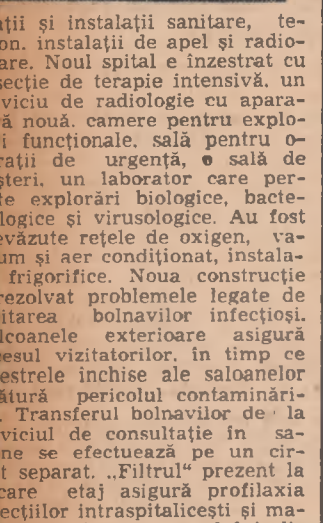 ații și instalații sanitare, te-
on. instalații de apel și radio-
are. Noul spital e înzestrat cu
secție de terapie intensivă, un
viciu de radiologie cu apara-
ă nouă. camere pentru explo-
i funcționale. sală pentru o-
rații de urgență, o sală de
șteri, un laborator care per-
te explorări biologice, bacte-
logice și virusologice. Au fost
evăzute rețele de oxigen, va-
um și aer condiționat, instala-
frigorifice. Noua construcție
rezolvat problemele legate de
itarea bolnavilor infecțioși.
lcoanele exterioare asigură
esul vizitatorilor, în timp ce
estrele închise ale saloanelor
ătură pericolul contaminări-
. Transferul bolnavilor de la
viciul de consultație în sa-
ne se efectuează pe un cir-
t separat. „Filtrul“ prezent la
care etaj asigură profilaxia
ecțiilor intraspitalicești și ma-